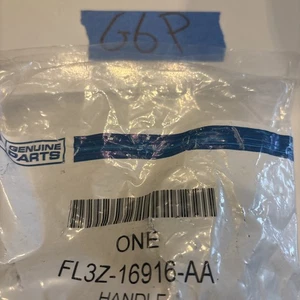 G6P
GENUINE
PARTS
ONE
FL3Z-16916-AA
HANDLE